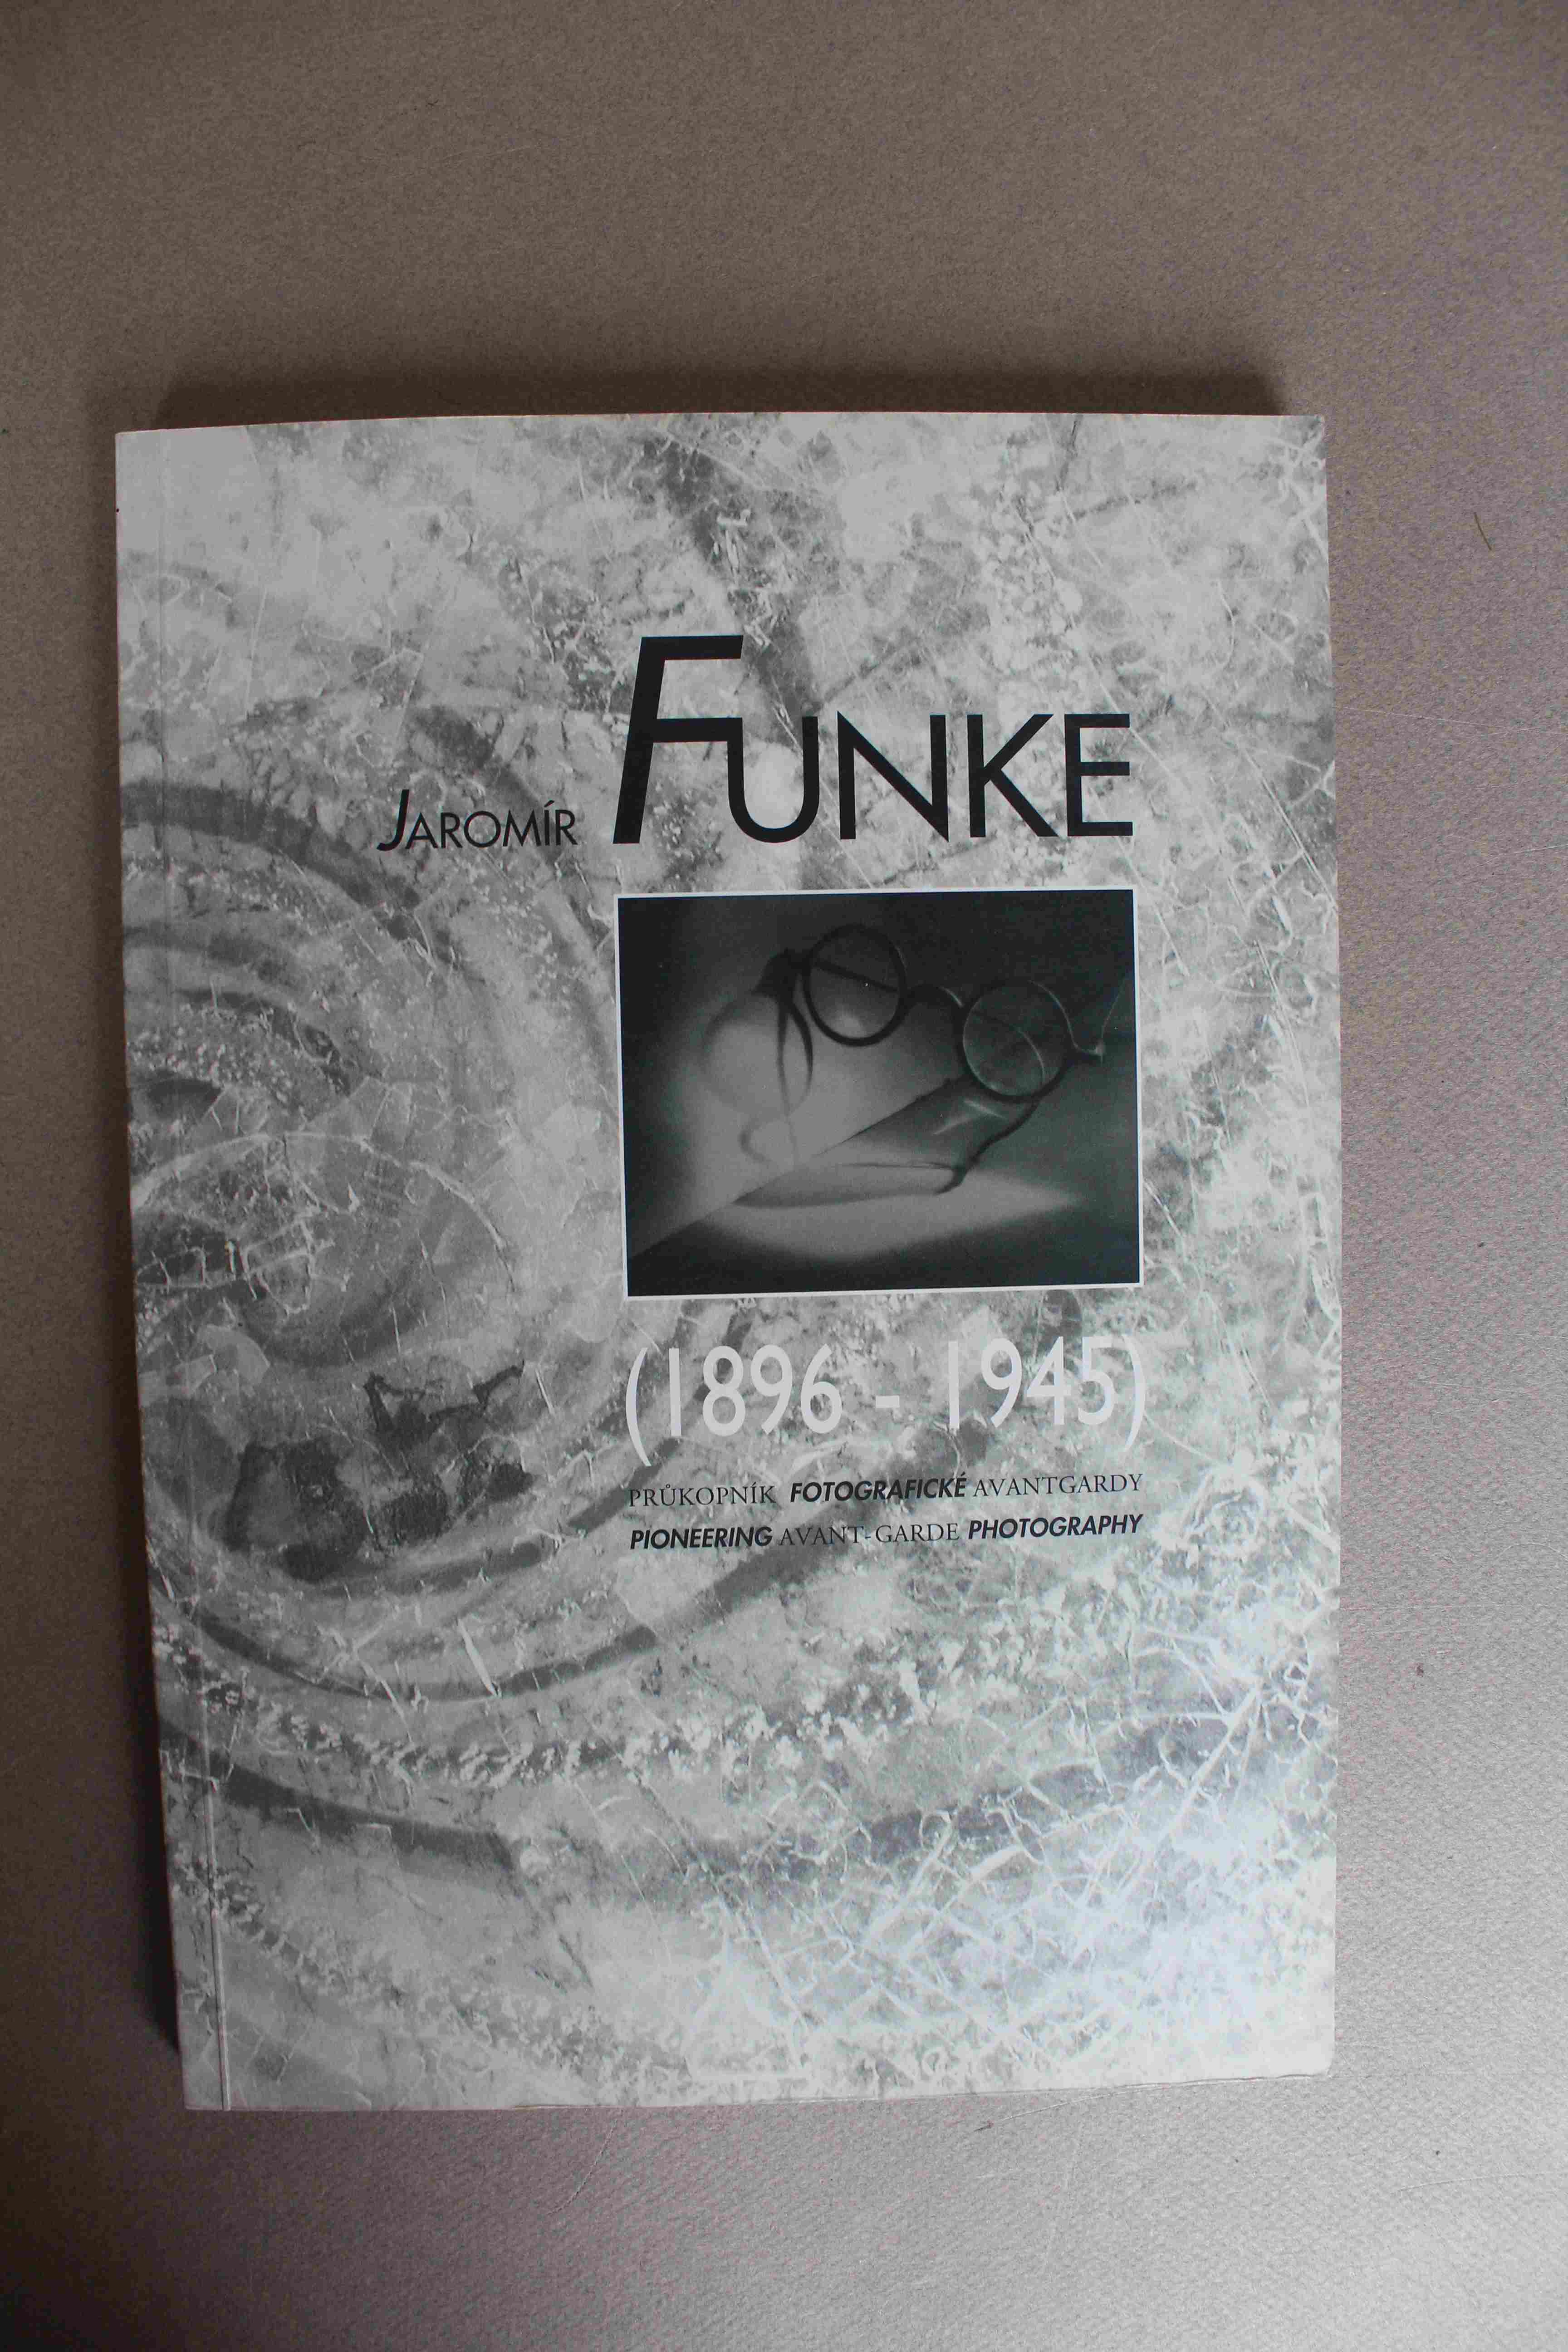 JAROMÍR FUNKE
(1896 - 1945)
PRŮKOPNÍK FOTOGRAFICKÉ AVANTGARDY
PIONEERING AVANT-GARDE PHOTOGRAPHY